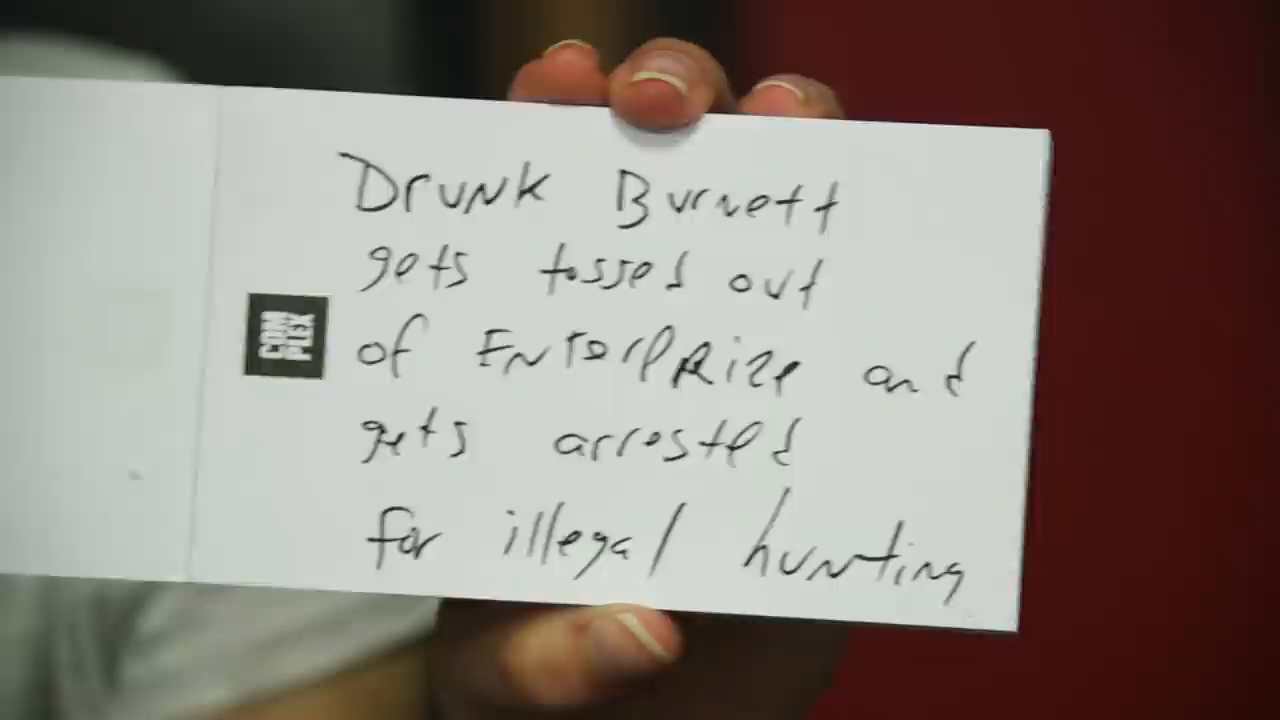 Drunk Burnett
gets tossed out
of EnterPRize and
COM
PLEX
gets arrested
for illegal hunting